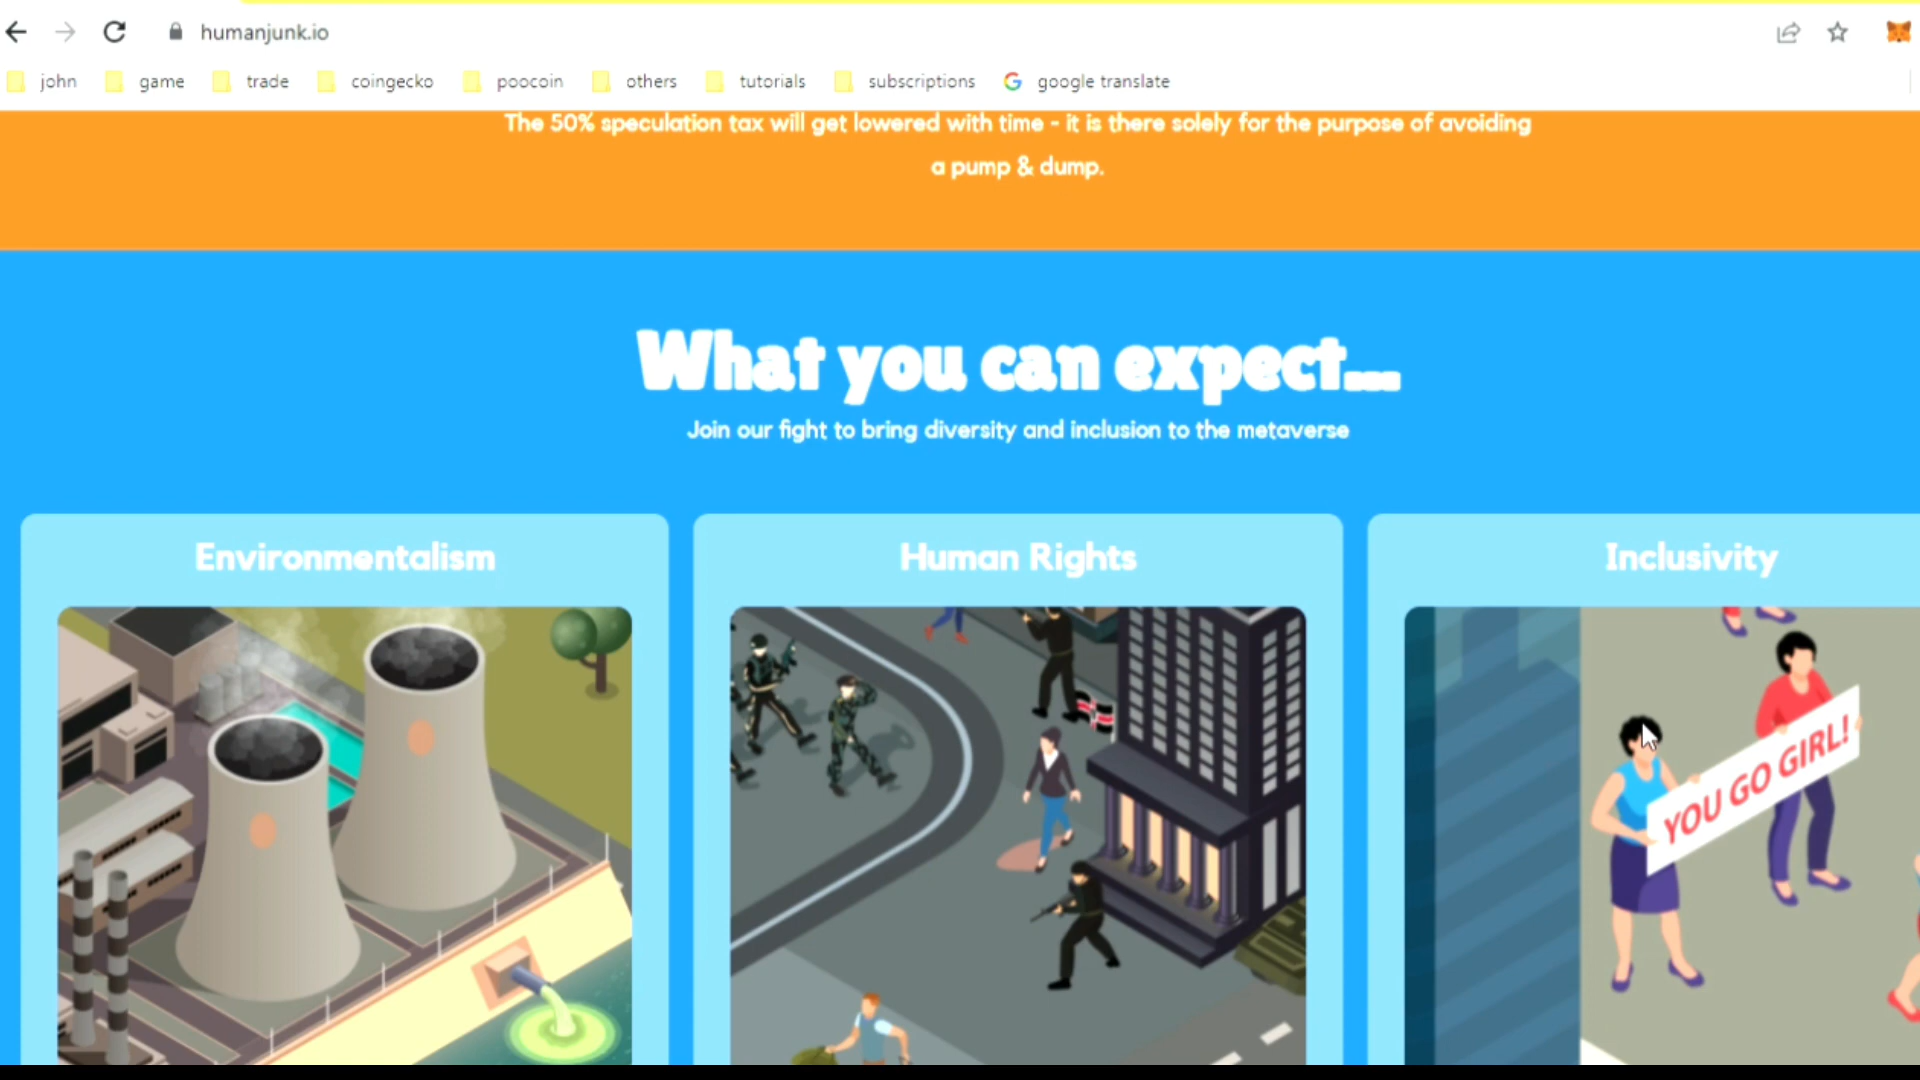 humanjunk.io
john game trade coingecko poocoin others tutorials subscriptions google translate
The 50% speculation tax will get lowered with time - it is there solely for the purpose of avoiding
a pump & dump.
What you can expect...
Join our fight to bring diversity and inclusion to the metaverse
Environmentalism Human Rights Inclusivity
YOU GO GIRL!